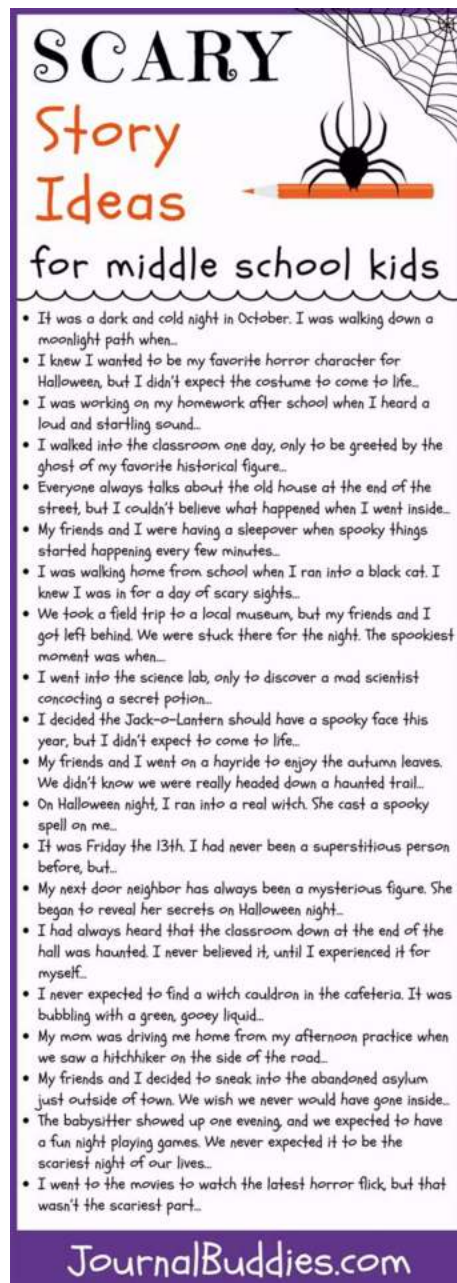 SCARY
Story
Ideas
for middle school kids
• It was a dark and cold night in October. I was walking down a
moonlight path when...
• I knew I wanted to be my favorite horror character for
Halloween, but I didn't expect the costume to come to life...
• I was working on my homework after school when I heard a
loud and startling sound...
• I walked into the classroom one day, only to be greeted by the
ghost of my favorite historical figure...
• Everyone always talks about the old house at the end of the
street, but I couldn't believe what happened when I went inside...
• My friends and I were having a sleepover when spooky things
started happening every few minutes...
• I was walking home from school when I ran into a black cat. I
knew I was in for a day of scary sights...
• We took a field trip to a local museum, but my friends and I
got left behind. We were stuck there for the night. The spookiest
moment was when....
• I went into the science lab, only to discover a mad scientist
concocting a secret potion...
• I decided the Jack-o-Lantern should have a spooky face this
year, but I didn't expect to come to life...
• My friends and I went on a hayride to enjoy the autumn leaves.
We didn't know we were really headed down a haunted trail...
• On Halloween night, I ran into a real witch. She cast a spooky
spell on me...
• It was Friday the 13th. I had never been a superstitious person
before, but...
• My next door neighbor has always been a mysterious figure. She
began to reveal her secrets on Halloween night...
• I had always heard that the classroom down at the end of the
hall was haunted. I never believed it, until I experienced it for
myself...
• I never expected to find a witch cauldron in the cafeteria. It was
bubbling with a green, gooey liquid...
• My mom was driving me home from my afternoon practice when
we saw a hitchhiker on the side of the road...
• My friends and I decided to sneak into the abandoned asylum
just outside of town. We wish we never would have gone inside...
• The babysitter showed up one evening, and we expected to have
a fun night playing games. We never expected it to be the
scariest night of our lives...
• I went to the movies to watch the latest horror flick, but that
wasn't the scariest part...
JournalBuddies.com